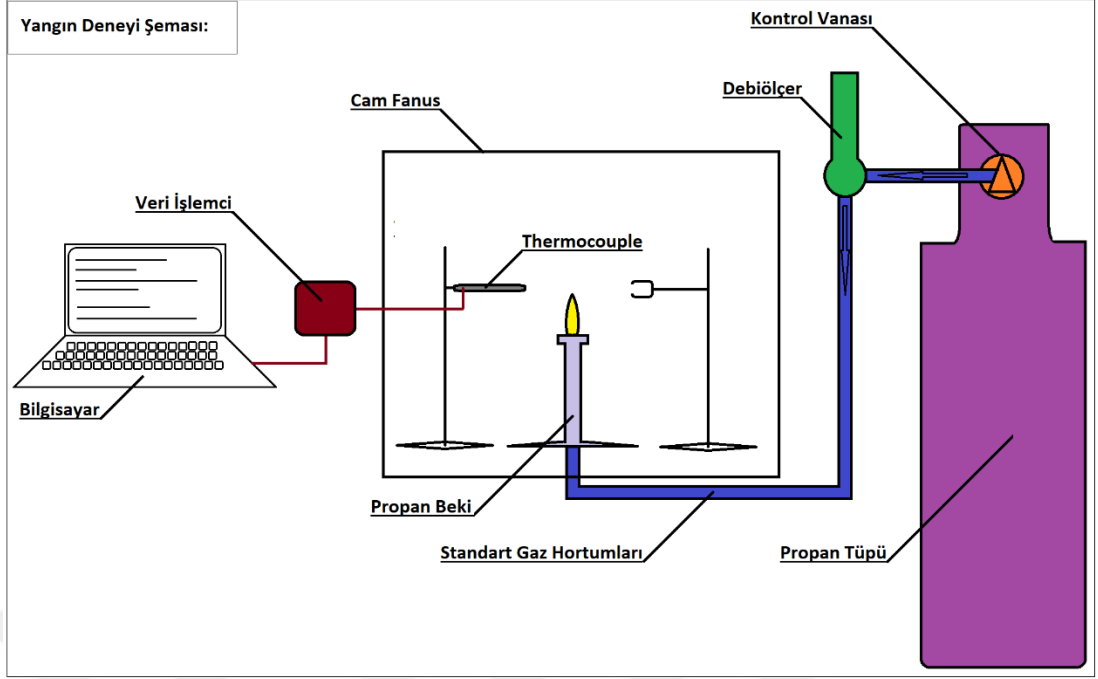 Yangın Deneyi Şeması:
Kontrol Vanası
Debiölçer
Cam Fanus
Veri İşlemci
Thermocouple
Bilgisayar
Propan Beki
Standart Gaz Hortumları
Propan Tüpü